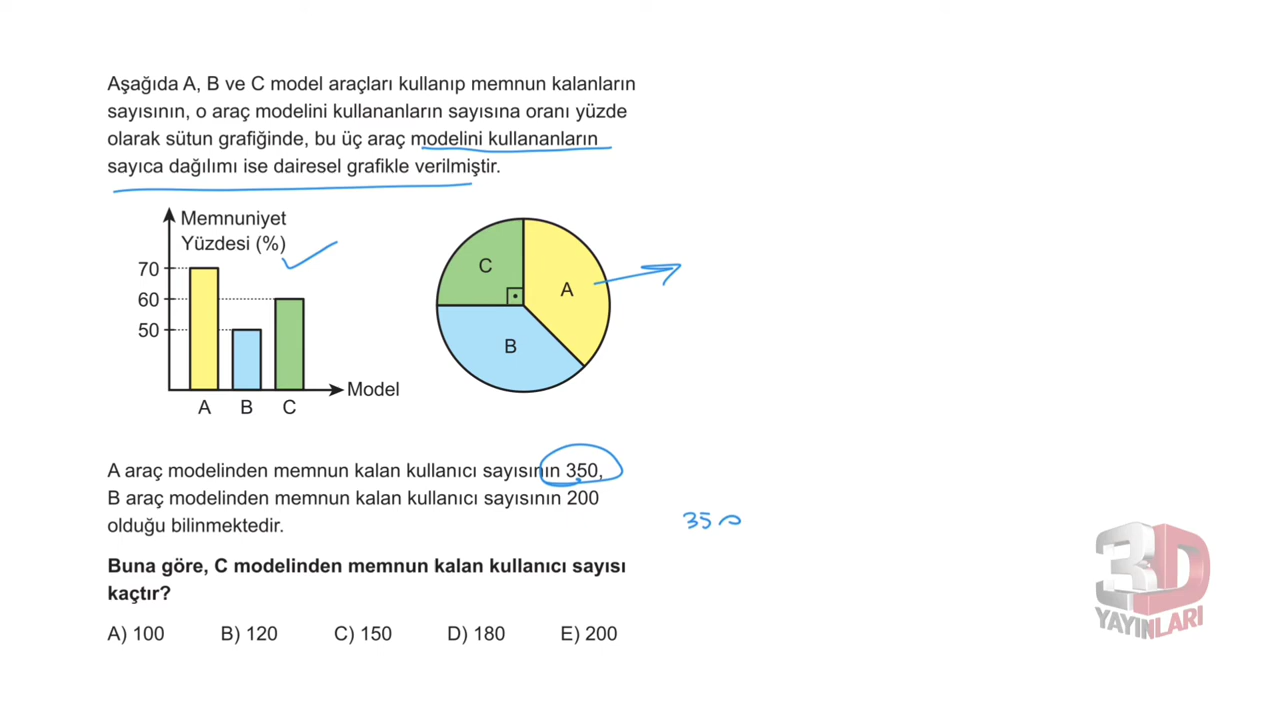 Aşağıda A, B ve C model araçları kullanıp memnun kalanların
sayısının, o araç modelini kullananların sayısına oranı yüzde
olarak sütun grafiğinde, bu üç araç modelini kullananların
sayıca dağılımı ise dairesel grafikle verilmiştir.
Memnuniyet
Yüzdesi (%)
70
60
50
A B C
Model
C
A
B
A araç modelinden memnun kalan kullanıcı sayısının 350,
B araç modelinden memnun kalan kullanıcı sayısının 200
olduğu bilinmektedir.
350
Buna göre, C modelinden memnun kalan kullanıcı sayısı
kaçtır?
A) 100 B) 120 C) 150 D) 180 E) 200
3D
YAYINLARI